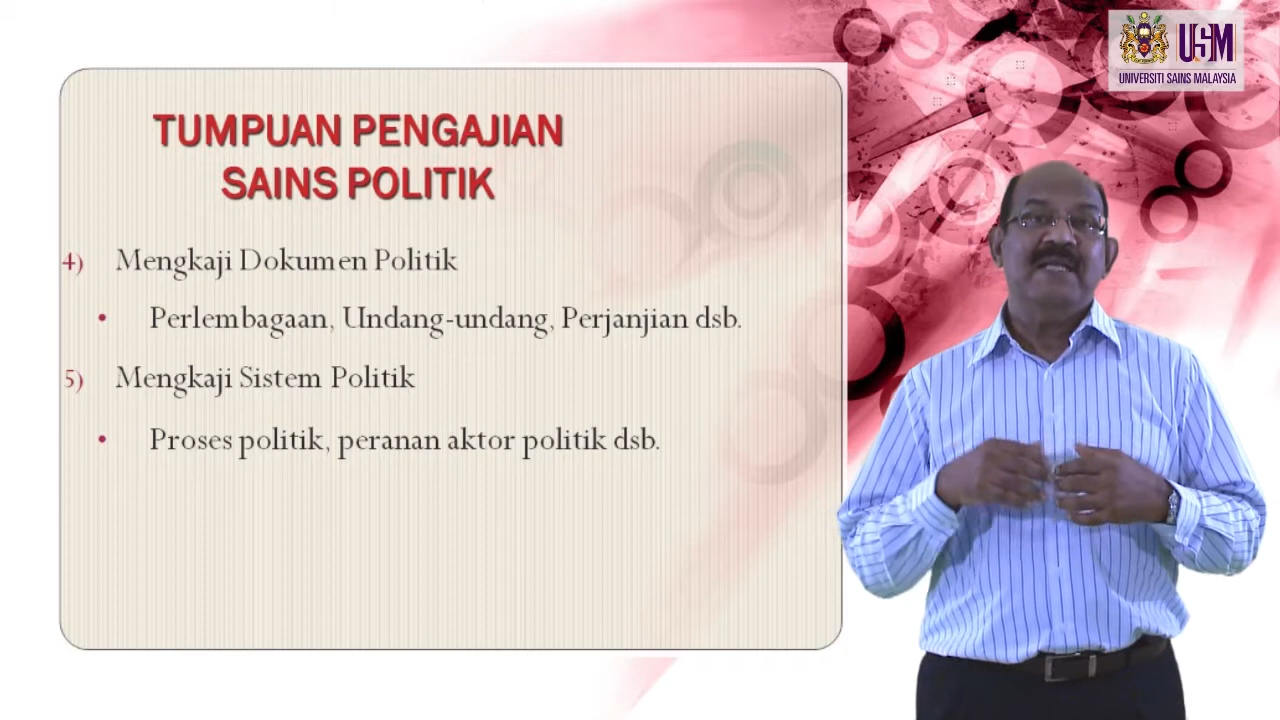 USM
UNIVERSITI SAINS MALAYSIA
TUMPUAN PENGAJIAN
SAINS POLITIK
4) Mengkaji Dokumen Politik
• Perlembagaan, Undang-undang, Perjanjian dsb.
5) Mengkaji Sistem Politik
• Proses politik, peranan aktor politik dsb.